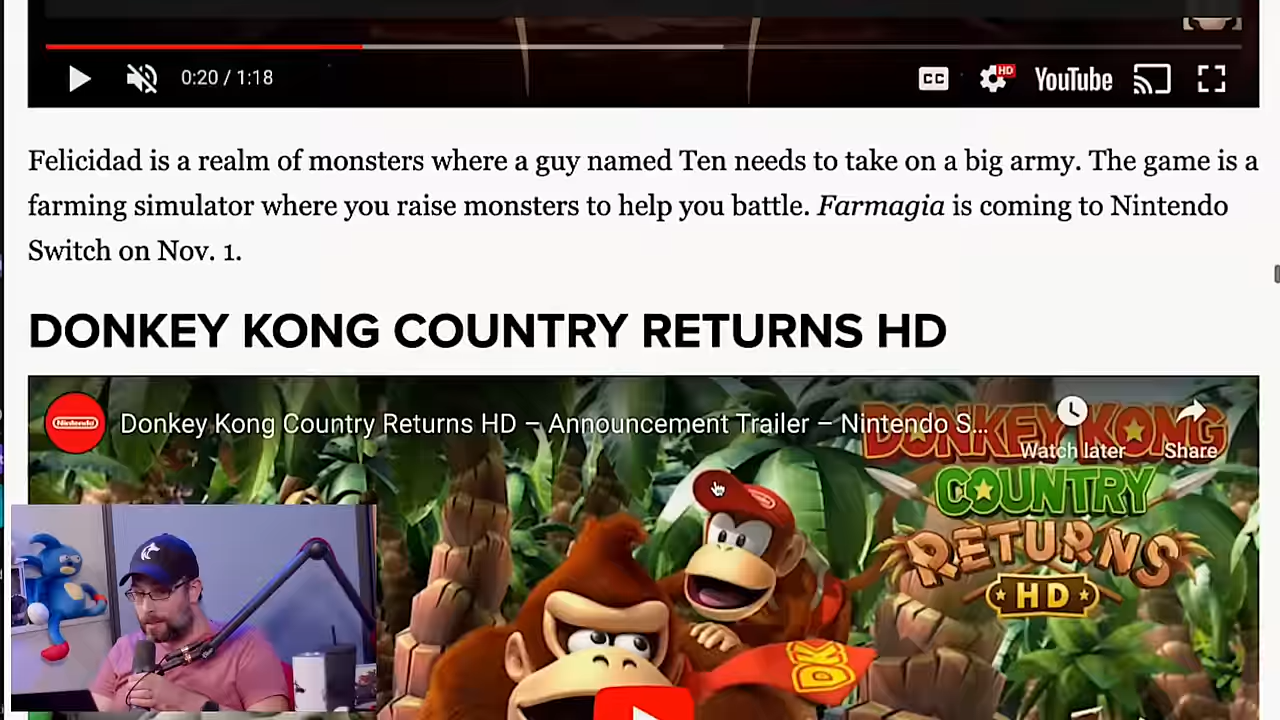 0:20 / 1:18
CC
HD
YouTube
Felicidad is a realm of monsters where a guy named Ten needs to take on a big army. The game is a
farming simulator where you raise monsters to help you battle. Farmagia is coming to Nintendo
Switch on Nov. 1.
DONKEY KONG COUNTRY RETURNS HD
Nintendo
Donkey Kong Country Returns HD – Announcement Trailer – Nintendo S...
Watch later
Share
DONKEY KONG
COUNTRY
RETURNS
HD
DK